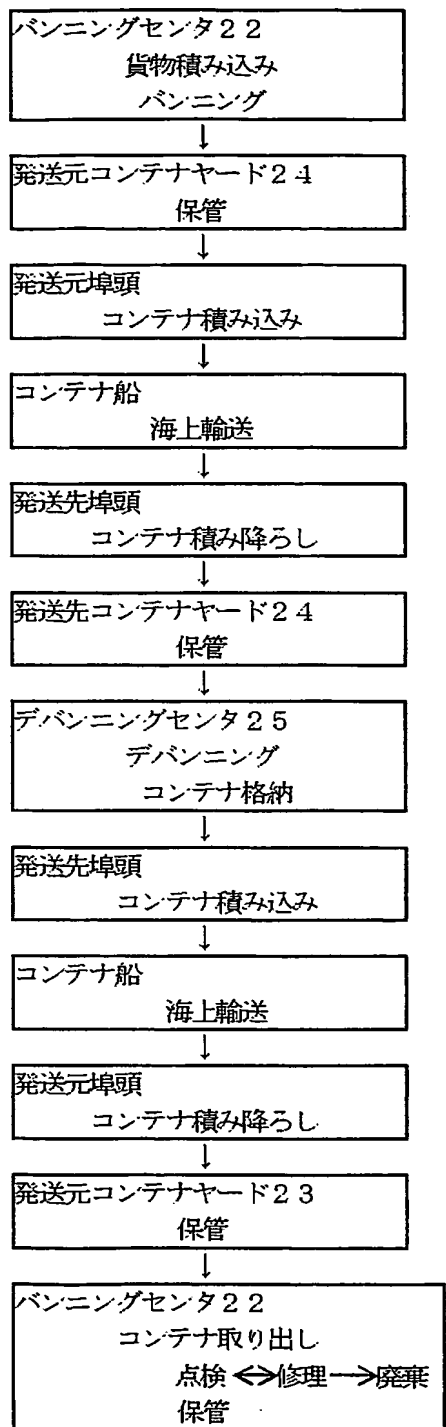 バンニングセンタ２２
貨物積み込み
バンニング
↓
発送元コンテナヤード２４
保管
↓
発送元埠頭
コンテナ積み込み
↓
コンテナ船
海上輸送
↓
発送先埠頭
コンテナ積み降ろし
↓
発送先コンテナヤード２４
保管
↓
デバンニングセンタ２５
デバンニング
コンテナ格納
↓
発送先埠頭
コンテナ積み込み
↓
コンテナ船
海上輸送
↓
発送元埠頭
コンテナ積み降ろし
↓
発送元コンテナヤード２３
保管
↓
バンニングセンタ２２
コンテナ取り出し
点検←→修理→廃棄
保管